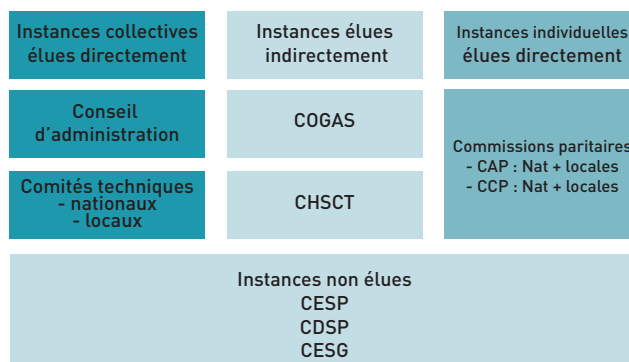 Instances collectives
élues directement
Instances élues
indirectement
Instances individuelles
élues directement
Conseil
d’administration
COGAS
Commissions paritaires
- CAP : Nat + locales
- CCP : Nat + locales
Comités techniques
- nationaux
- locaux
CHSCT
Instances non élues
CESP
CDSP
CESG